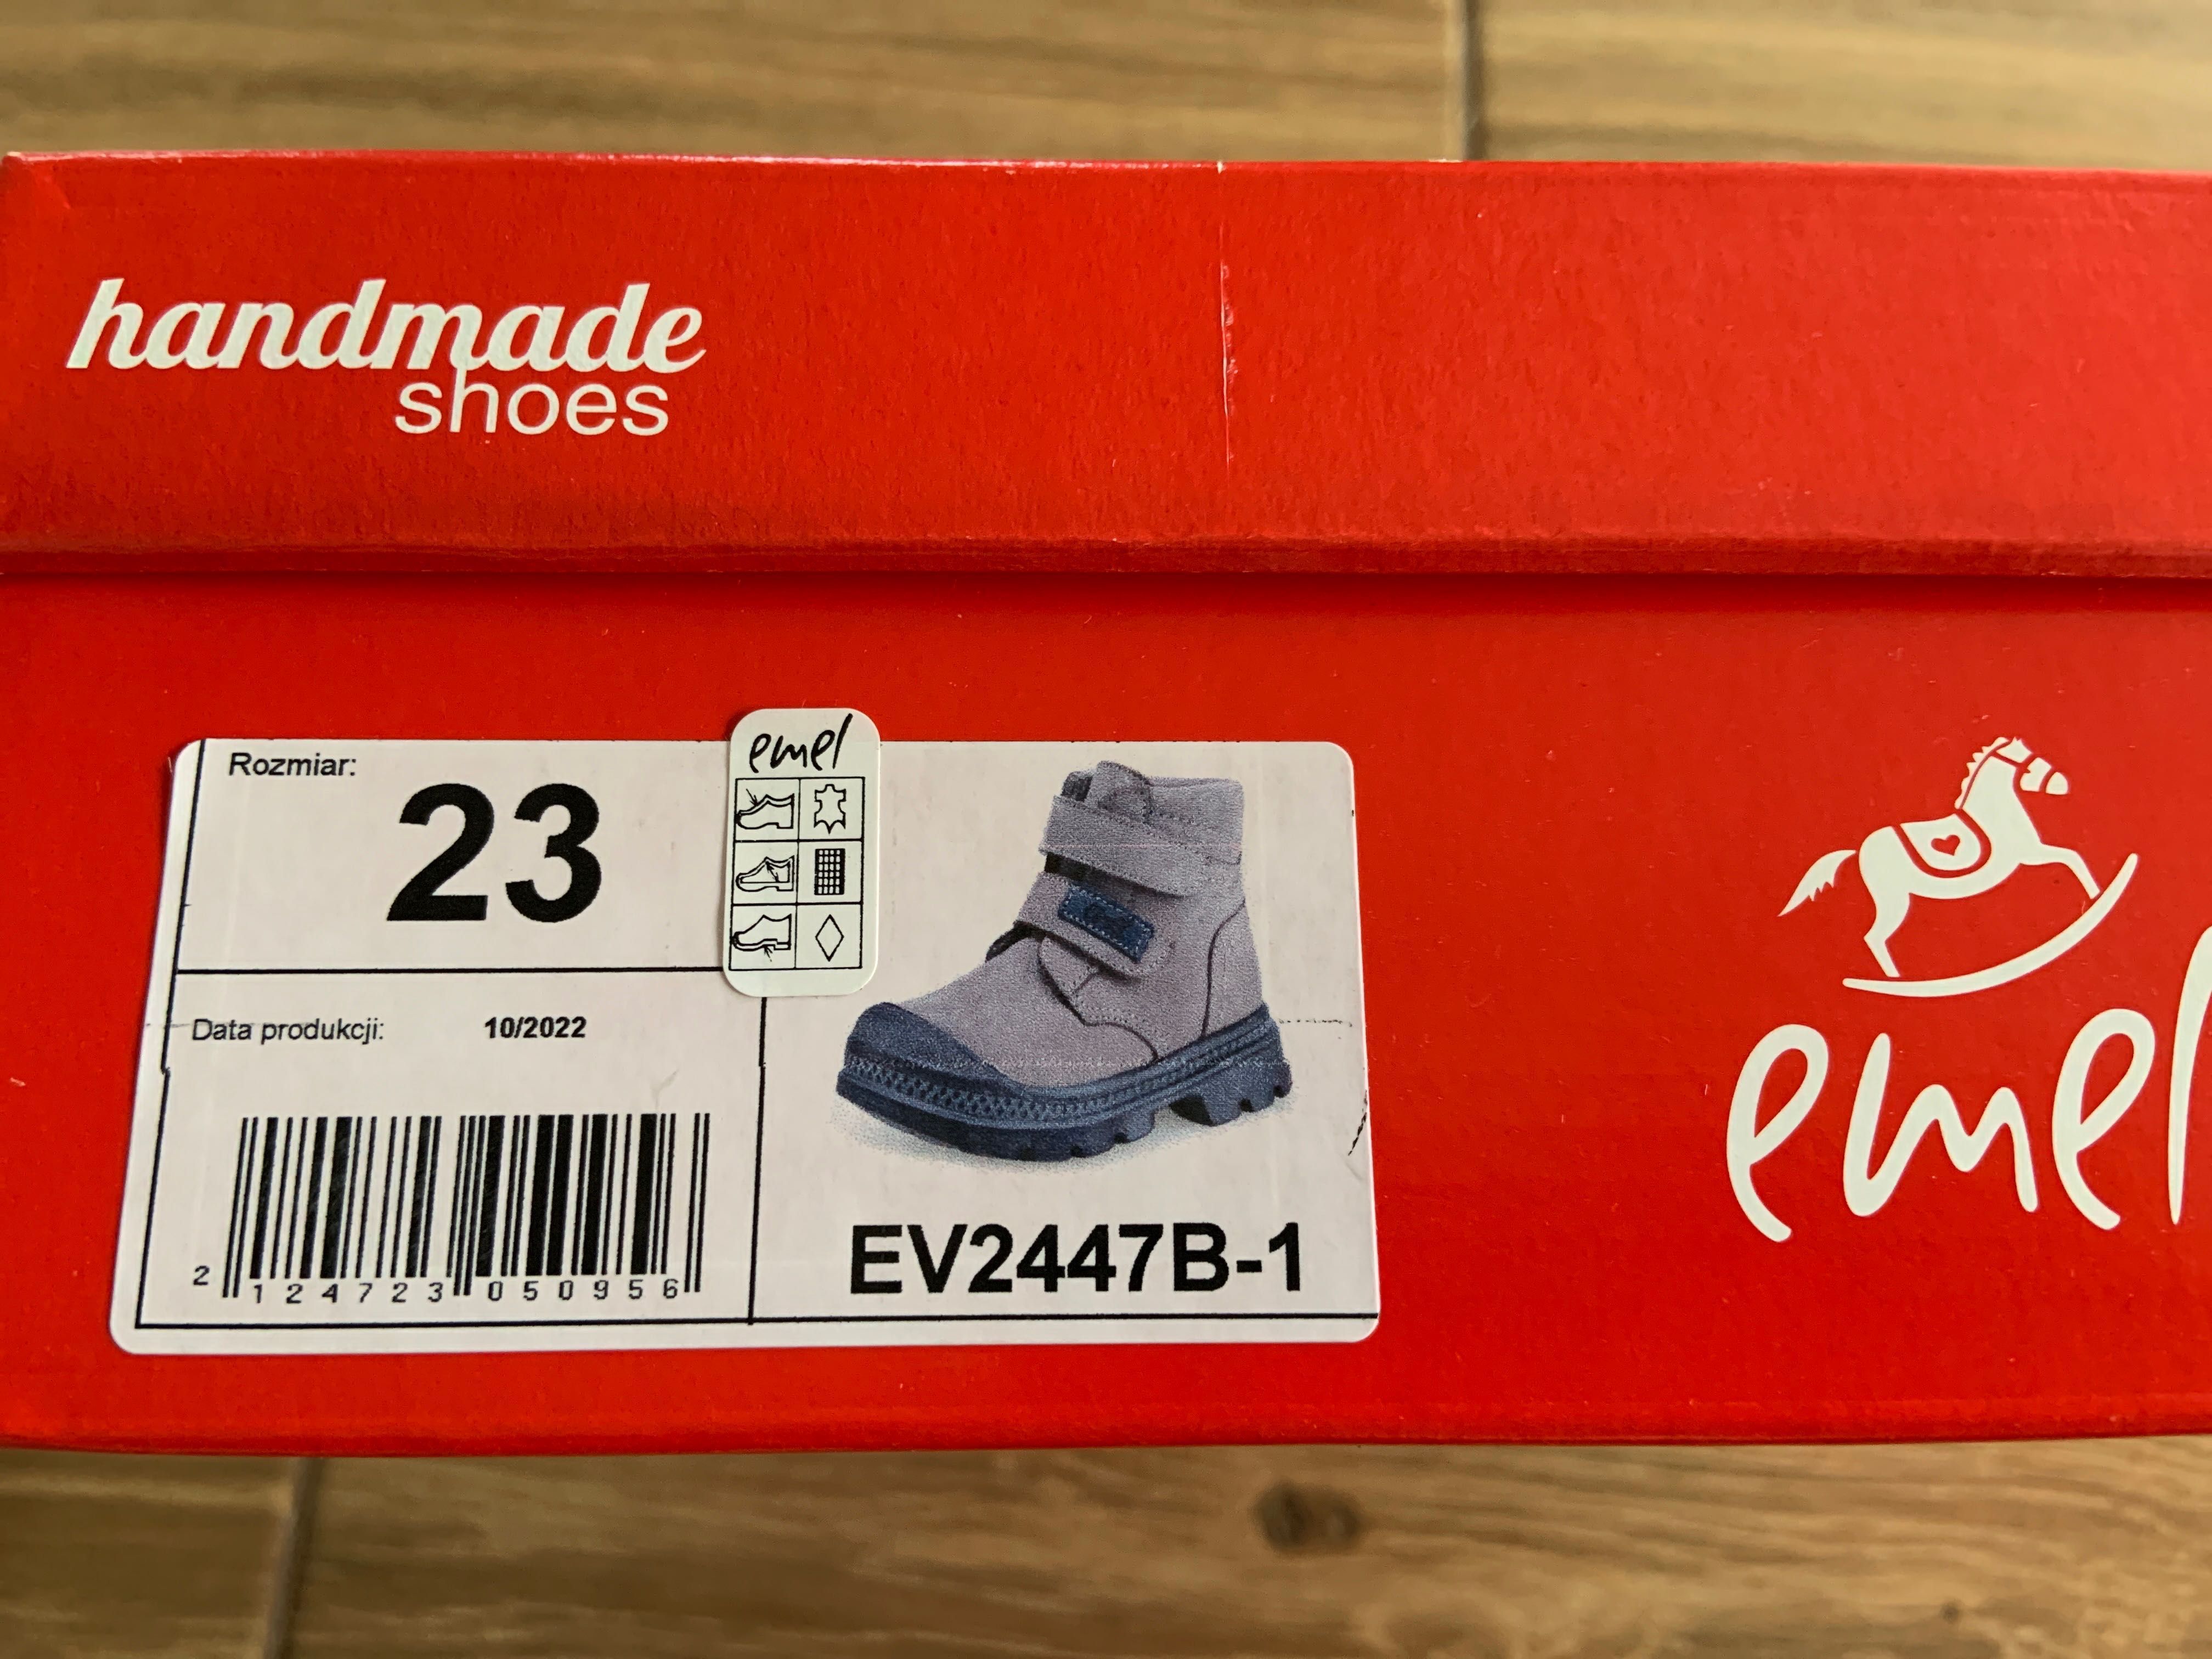 handmade
shoes
Rozmiar:
23
emel
Data produkcji: 10/2022
2 124723 050956
EV2447B-1
emel